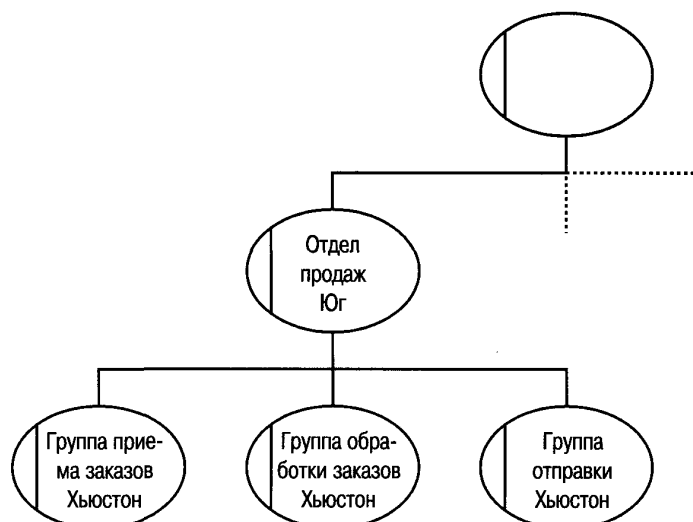 Отдел
продаж
Юг
Группа прие-
ма заказов
Хьюстон
Группа обра-
ботки заказов
Хьюстон
Группа
отправки
Хьюстон